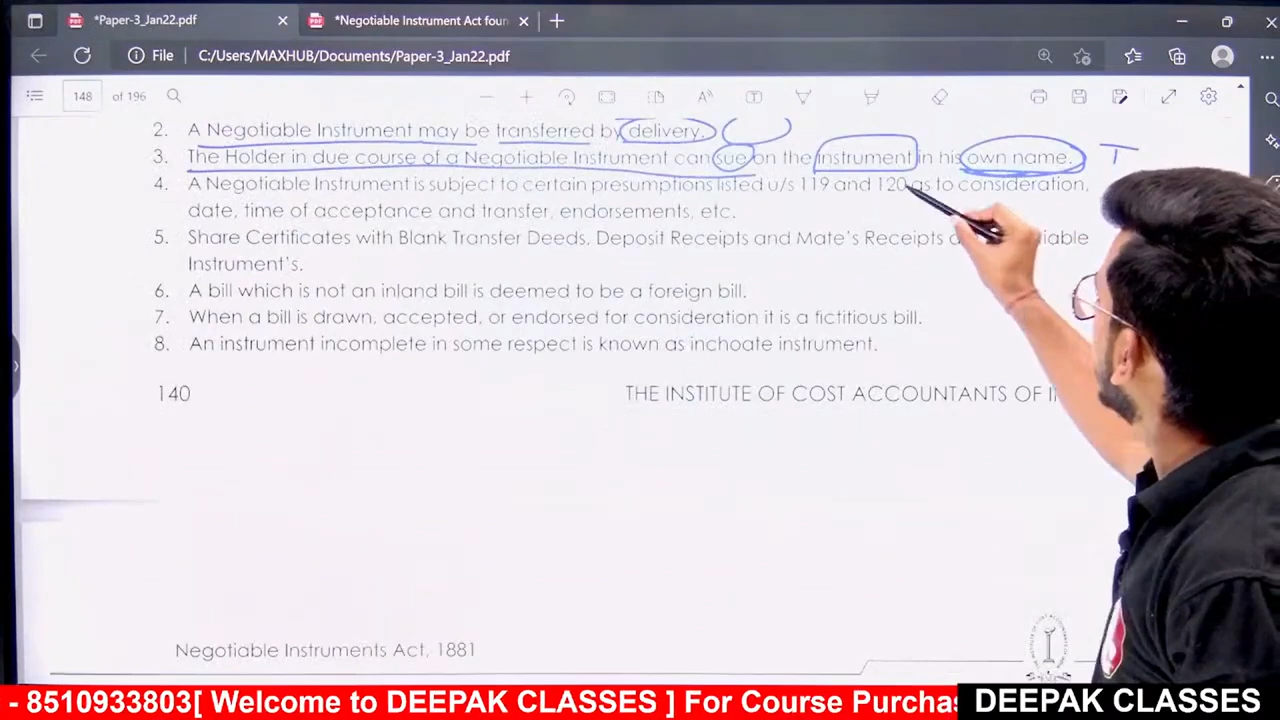 *Paper-3_Jan22.pdf
*Negotiable Instrument Act foun
File C:/Users/MAXHUB/Documents/Paper-3_Jan22.pdf
148 of 196
2. A Negotiable Instrument may be transferred by delivery.
3. The Holder in due course of a Negotiable Instrument can sue on the instrument in his own name. T
4. A Negotiable Instrument is subject to certain presumptions listed u/s 119 and 120 as to consideration,
date, time of acceptance and transfer, endorsements, etc.
5. Share Certificates with Blank Transfer Deeds, Deposit Receipts and Mate's Receipts
Instrument's.
6. A bill which is not an inland bill is deemed to be a foreign bill.
7. When a bill is drawn, accepted, or endorsed for consideration it is a fictitious bill.
8. An instrument incomplete in some respect is known as inchoate instrument.
140 THE INSTITUTE OF COST ACCOUNTANTS OF
Negotiable Instruments Act, 1881
- 8510933803[ Welcome to DEEPAK CLASSES ] For Course Purchas
DEEPAK CLASSES